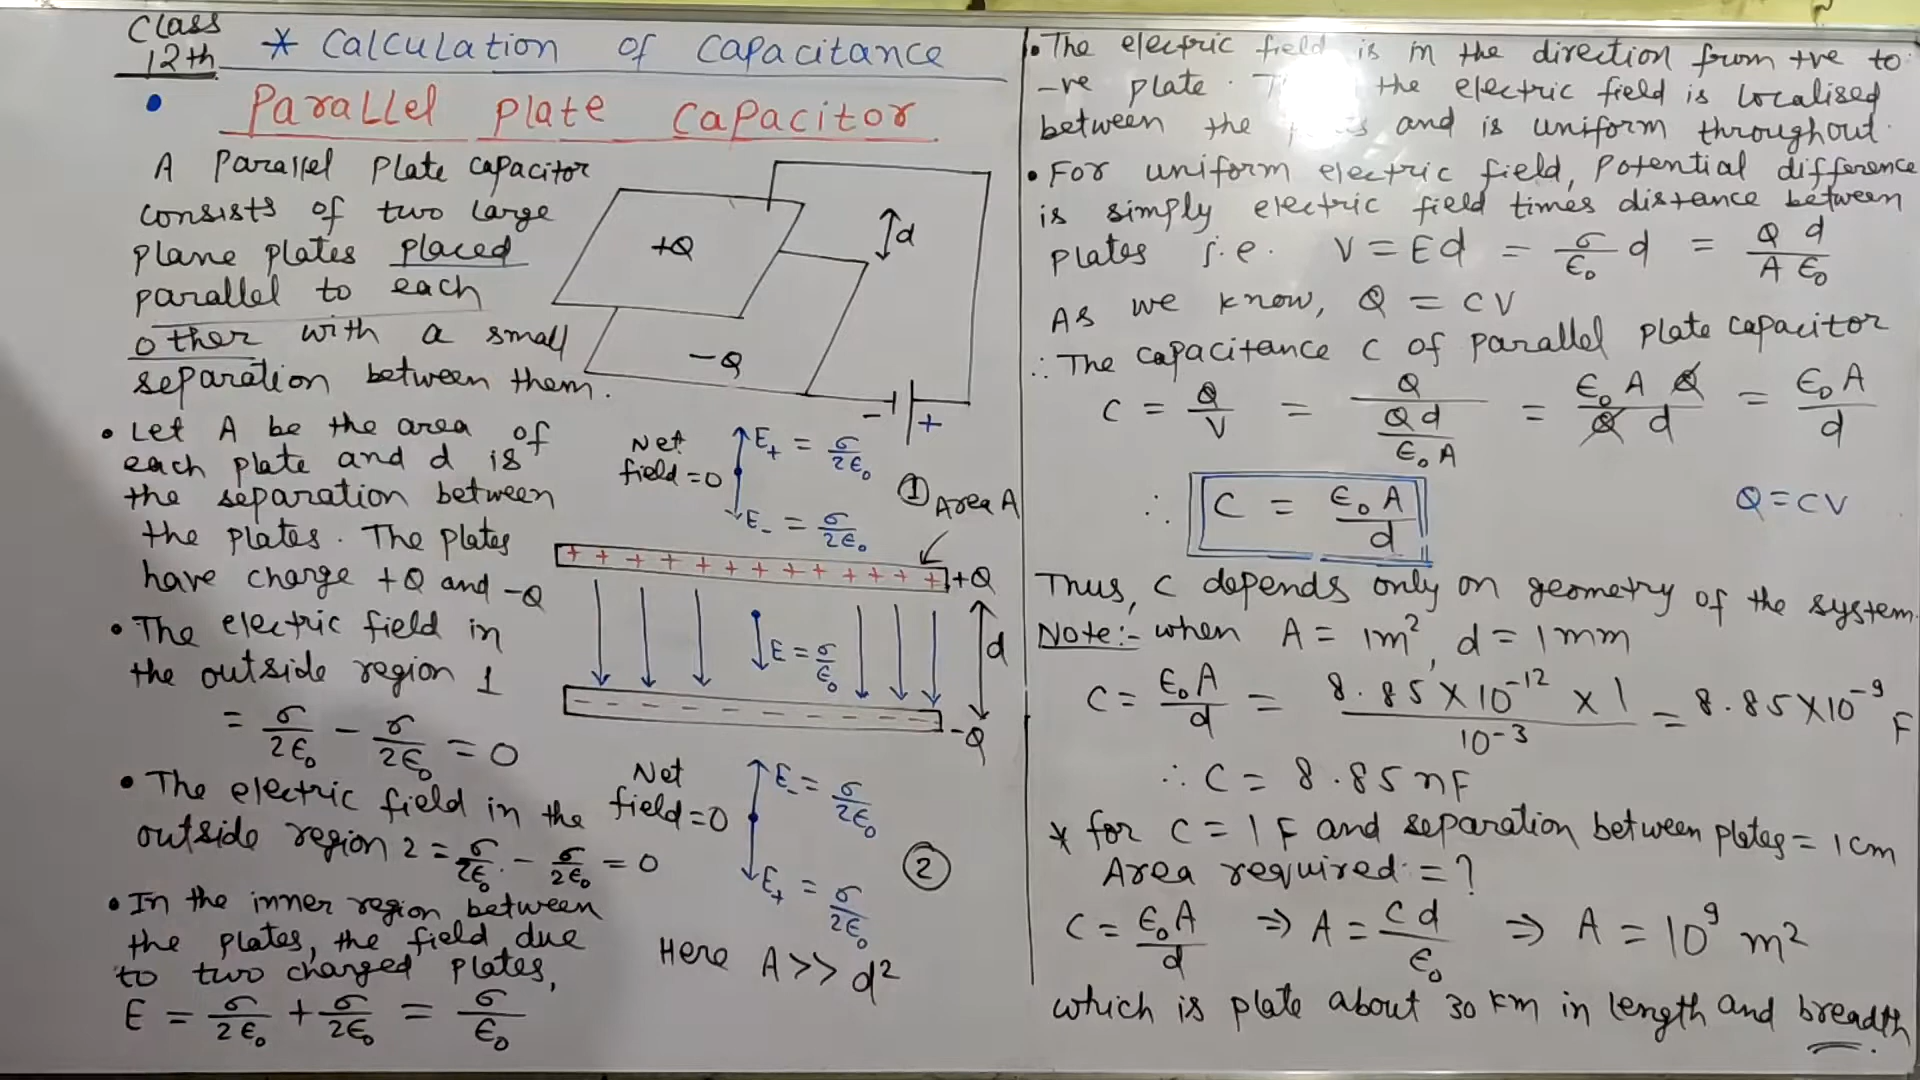 Class
12th
* Calculation of Capacitance
• Parallel Plate Capacitor
A Parallel Plate capacitor
consists of two large
plane plates placed
parallel to each
other with a small
separation between them.
+Q
-Q
d
- +
• Let A be the area of
each plate and d is
the separation between
the plates. The plates
have charge +Q and -Q
• The electric field in
the outside region 1
= σ/2ε₀ - σ/2ε₀ = 0
• The electric field in the
outside region 2 = σ/2ε₀ - σ/2ε₀ = 0
• In the inner region between
the plates, the field due
to two charged plates,
E = σ/2ε₀ + σ/2ε₀ = σ/ε₀
Net
field = 0
E₊ = σ/2ε₀
E₋ = σ/2ε₀
① Area A
+ + + + + + + + + + + + +Q
E = σ/ε₀
d
- - - - - - - - - - -Q
Net
field = 0
E₋ = σ/2ε₀
E₊ = σ/2ε₀
②
Here A >> d²
• The electric field is in the direction from +ve to
-ve plate. the electric field is localised
between the and is uniform throughout.
• For uniform electric field, Potential difference
is simply electric field times distance between
plates i.e. V = Ed = σ/ε₀ d = Q d/A ε₀
As we know, Q = CV
∴ The capacitance C of parallel plate capacitor
C = Q/V = Q/(Qd/ε₀A) = ε₀ A Q/Q d = ε₀ A/d
∴ C = ε₀ A/d
Q = CV
Thus, C depends only on geometry of the system.
Note:- when A = 1m², d = 1mm
C = ε₀A/d = 8.85 × 10⁻¹² × 1/10⁻³ = 8.85 × 10⁻⁹ F
∴ C = 8.85 nF
* for C = 1 F and separation between plates = 1cm
Area required = ?
C = ε₀A/d ⇒ A = Cd/ε₀ ⇒ A = 10⁹ m²
which is plate about 30 km in length and breadth.